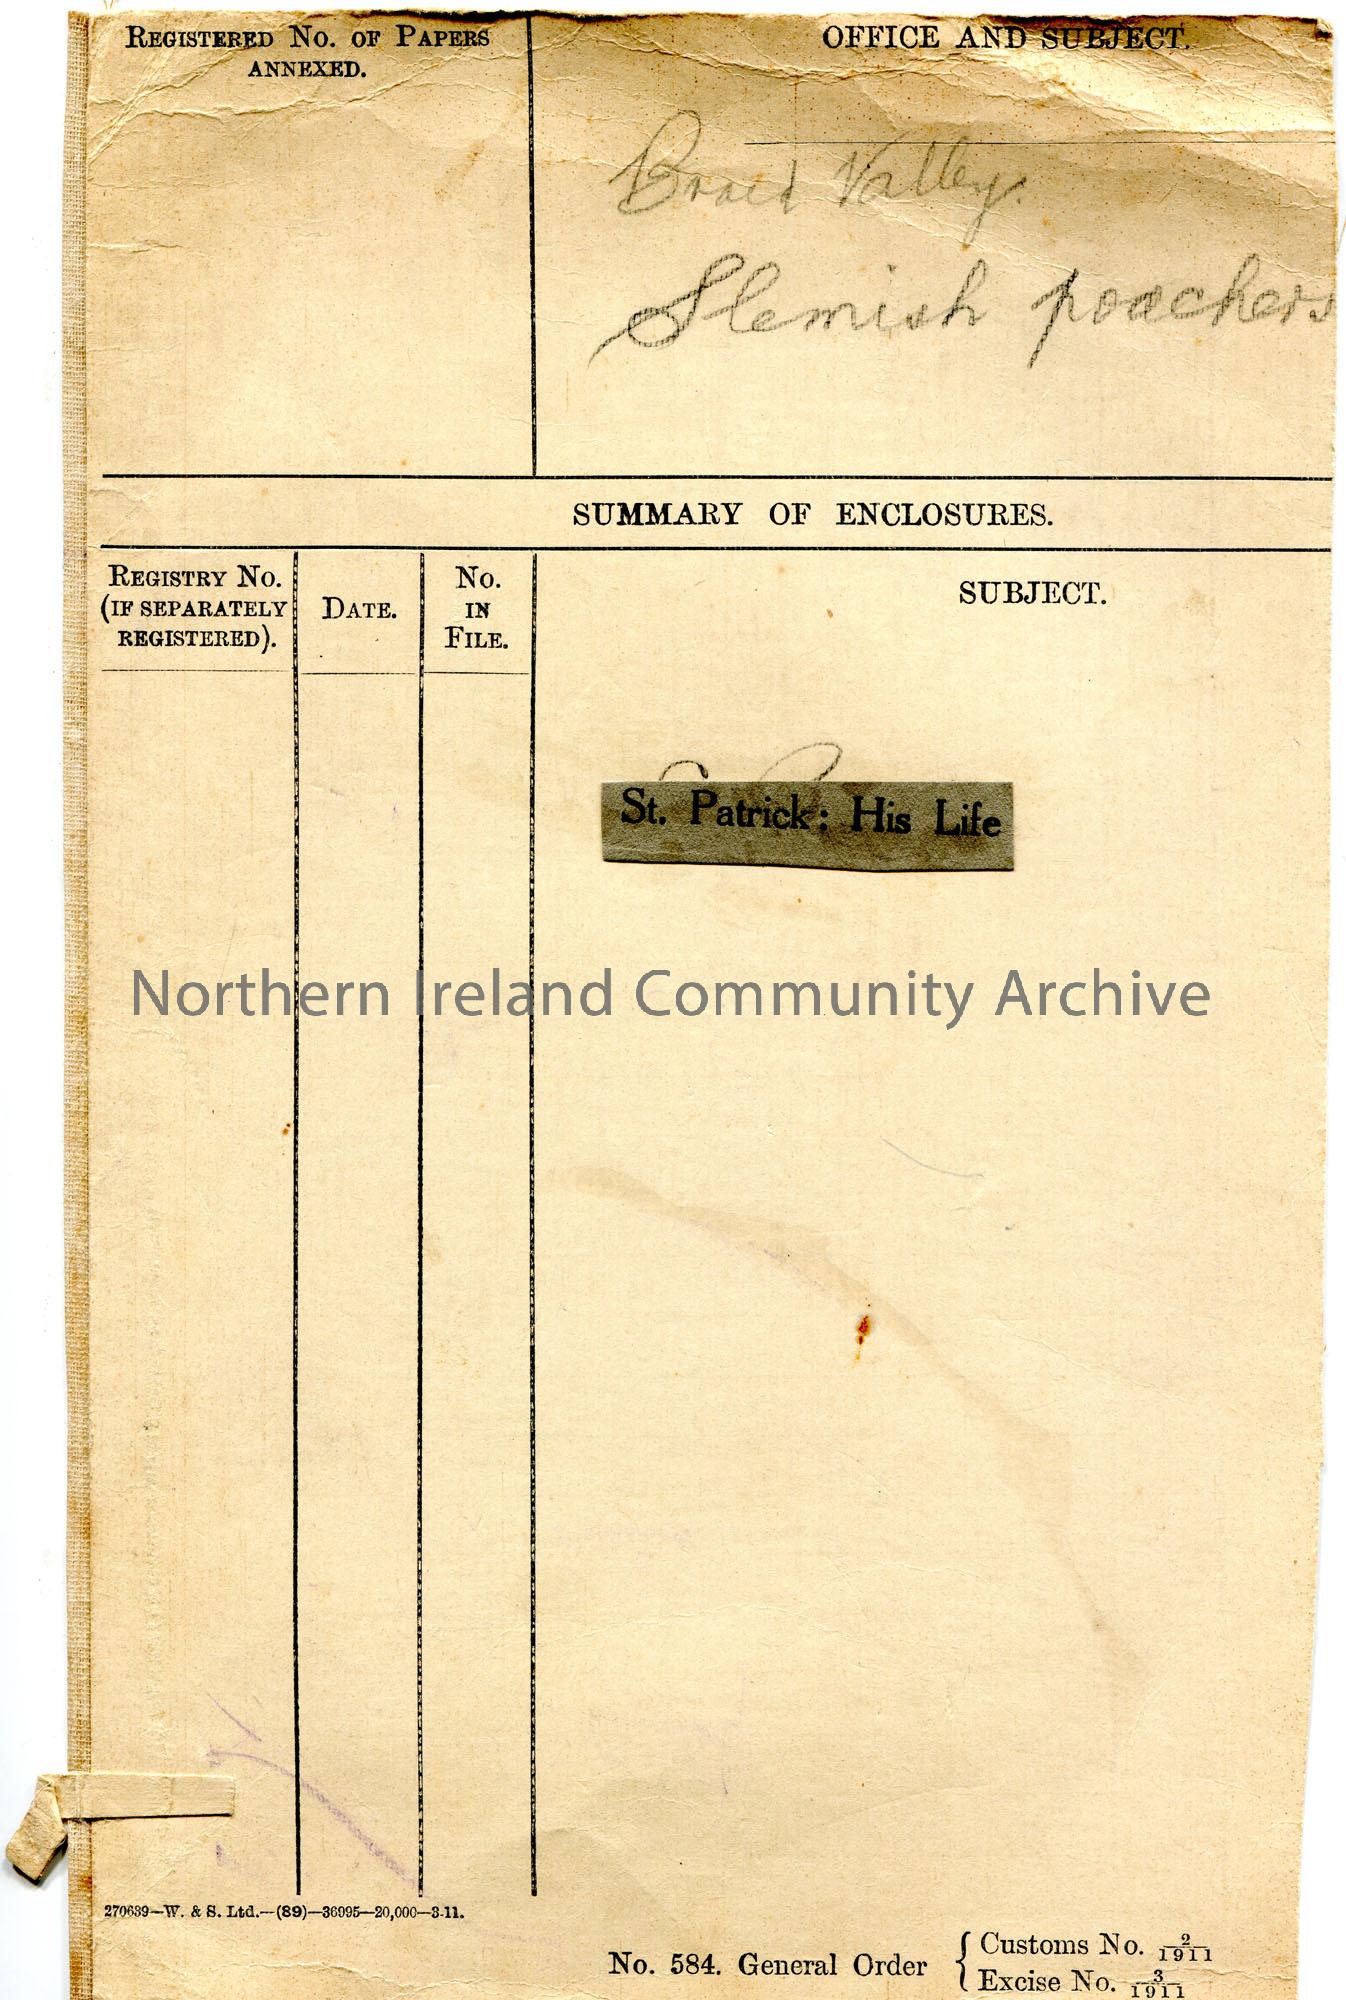 REGISTERED NO. OF PAPERS
ANNEXED.
OFFICE AND SUBJECT.
Braid Valley.
Slemish poachers
SUMMARY OF ENCLOSURES.
REGISTRY NO.
(IF SEPARATELY
REGISTERED).
DATE.
NO.
IN
FILE.
SUBJECT.
St. Patrick: His Life
Northern Ireland Community Archive
270639—W. & S. Ltd.—(89)—36095—20,000—3-11.
No. 584. General Order { Customs No. 2/1911
Excise No. 3/1911